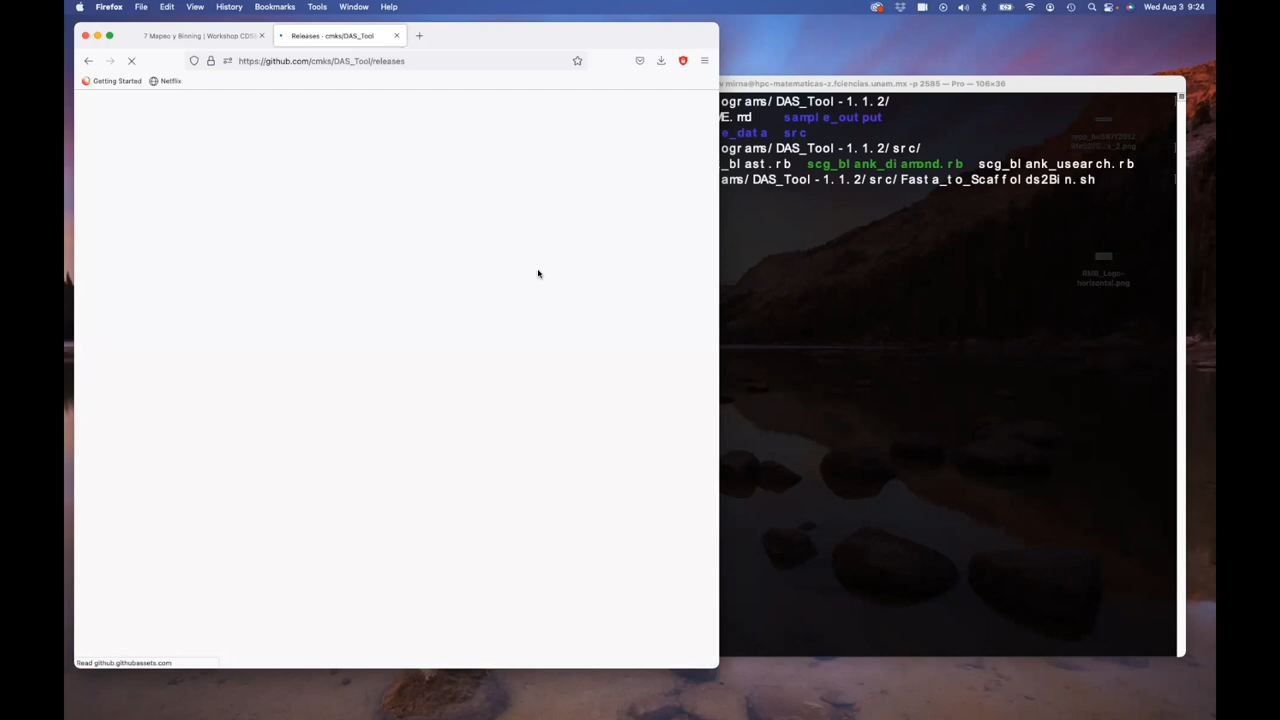 Firefox File Edit View History Bookmarks Tools Window Help
Wed Aug 3 9:24
7 Mapeo y Binning | Workshop CDS
Releases · cmks/DAS_Tool
https://github.com/cmks/DAS_Tool/releases
Getting Started Netflix
mirna@hpc-matematicas-z.fciencias.unam.mx -p 2585 — Pro — 106×36
ograms/DAS_Tool-1.1.2/
E.md sample_output
e_data src
ograms/DAS_Tool-1.1.2/src/
_blast.rb scg_blank_diamond.rb scg_blank_usearch.rb
ams/DAS_Tool-1.1.2/src/Fasta_to_Scaffolds2Bin.sh
horizontal.png
Read github.githubassets.com